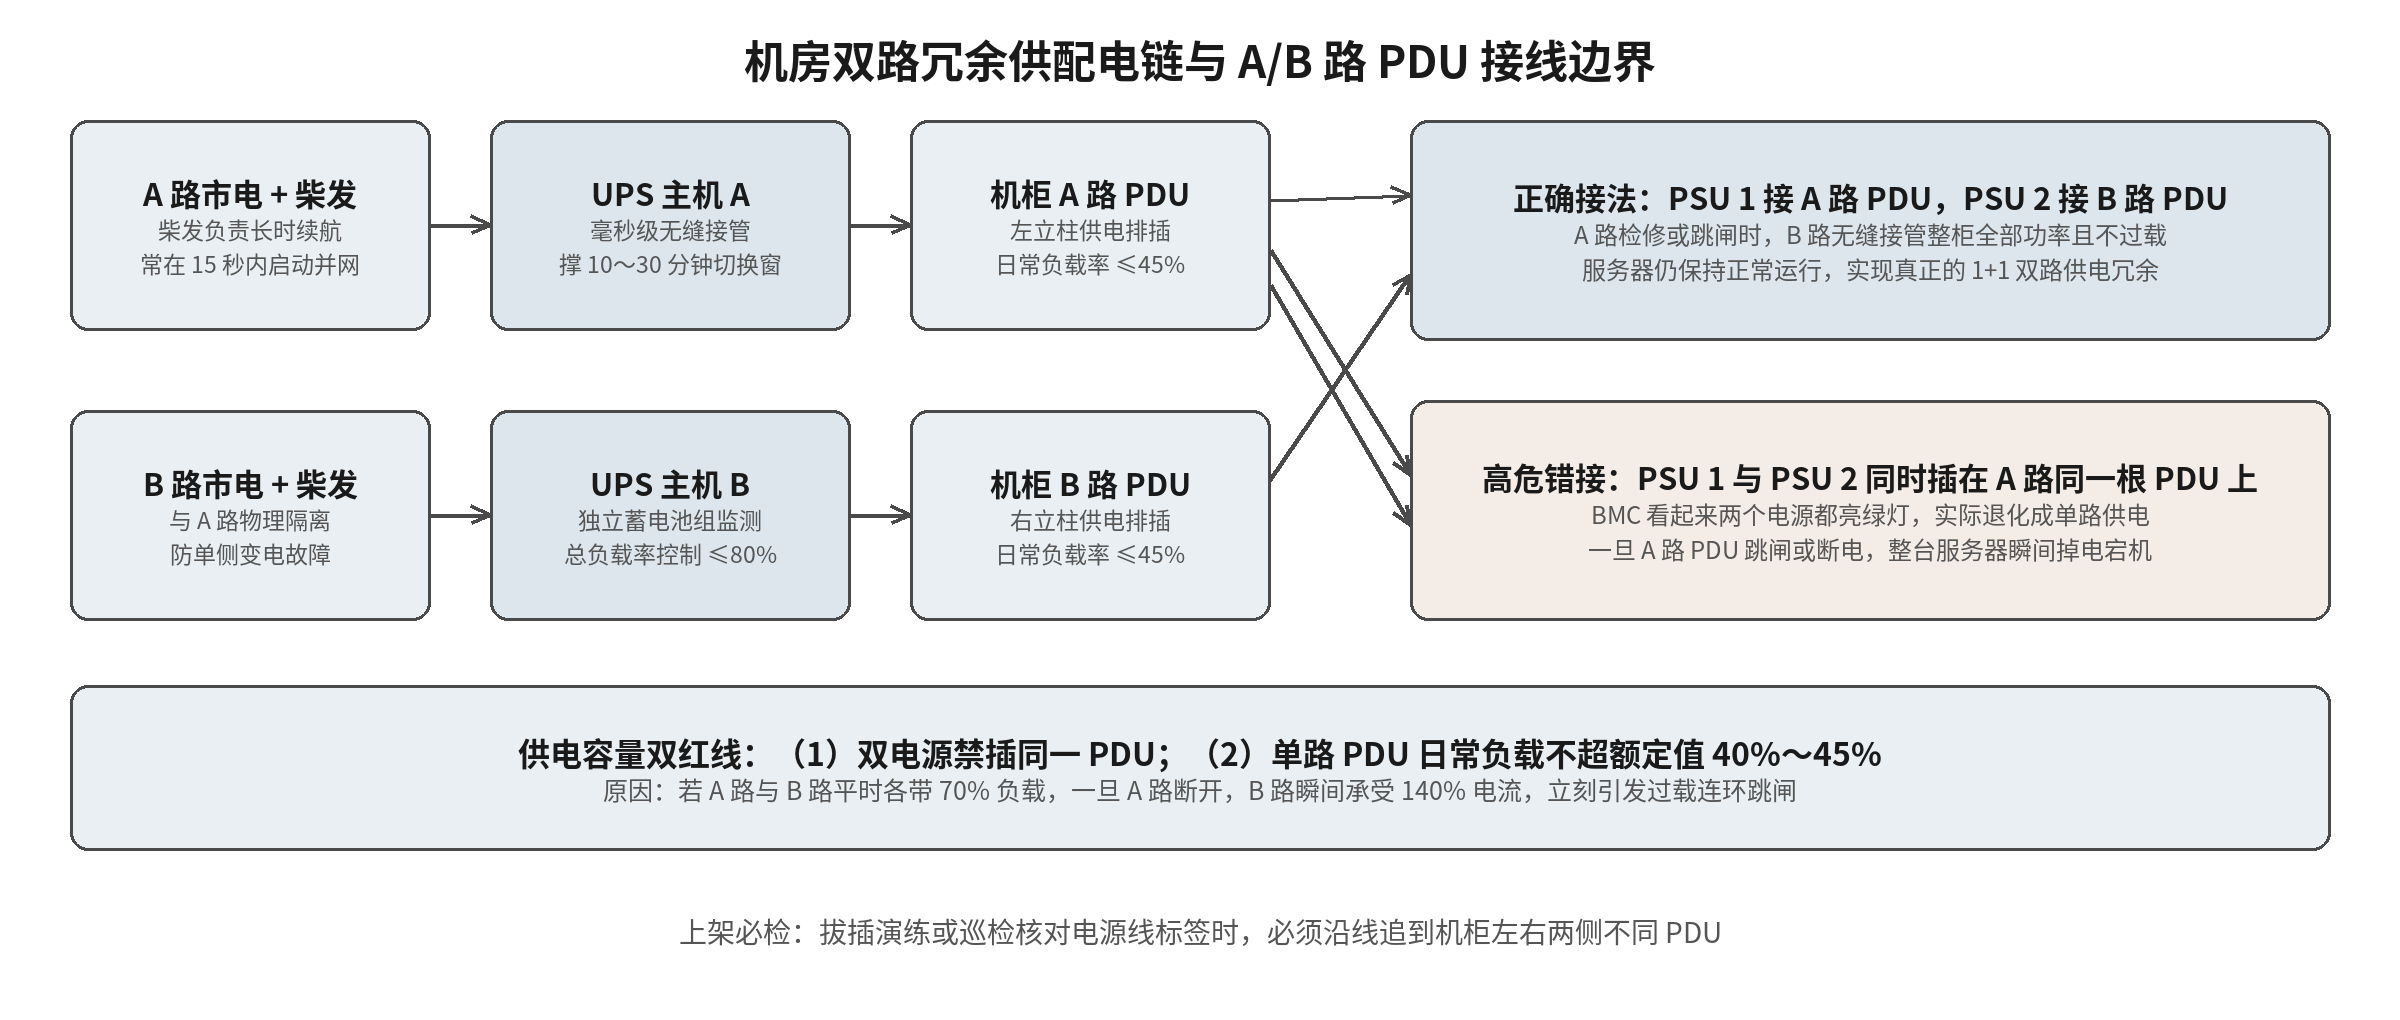 机房双路冗余供配电链与 A/B 路 PDU 接线边界
A 路市电 + 柴发
柴发负责长时续航
常在 15 秒内启动并网
UPS 主机 A
毫秒级无缝接管
撑 10～30 分钟切换窗
机柜 A 路 PDU
左立柱供电排插
日常负载率 ≤45%
正确接法：PSU 1 接 A 路 PDU，PSU 2 接 B 路 PDU
A 路检修或跳闸时，B 路无缝接管整柜全部功率且不过载
服务器仍保持正常运行，实现真正的 1+1 双路供电冗余
B 路市电 + 柴发
与 A 路物理隔离
防单侧变电故障
UPS 主机 B
独立蓄电池组监测
总负载率控制 ≤80%
机柜 B 路 PDU
右立柱供电排插
日常负载率 ≤45%
高危错接：PSU 1 与 PSU 2 同时插在 A 路同一根 PDU 上
BMC 看起来两个电源都亮绿灯，实际退化成单路供电
一旦 A 路 PDU 跳闸或断电，整台服务器瞬间掉电宕机
供电容量双红线：（1）双电源禁插同一 PDU；（2）单路 PDU 日常负载不超额定值 40%～45%
原因：若 A 路与 B 路平时各带 70% 负载，一旦 A 路断开，B 路瞬间承受 140% 电流，立刻引发过载连环跳闸
上架必检：拔插演练或巡检核对电源线标签时，必须沿线追到机柜左右两侧不同 PDU